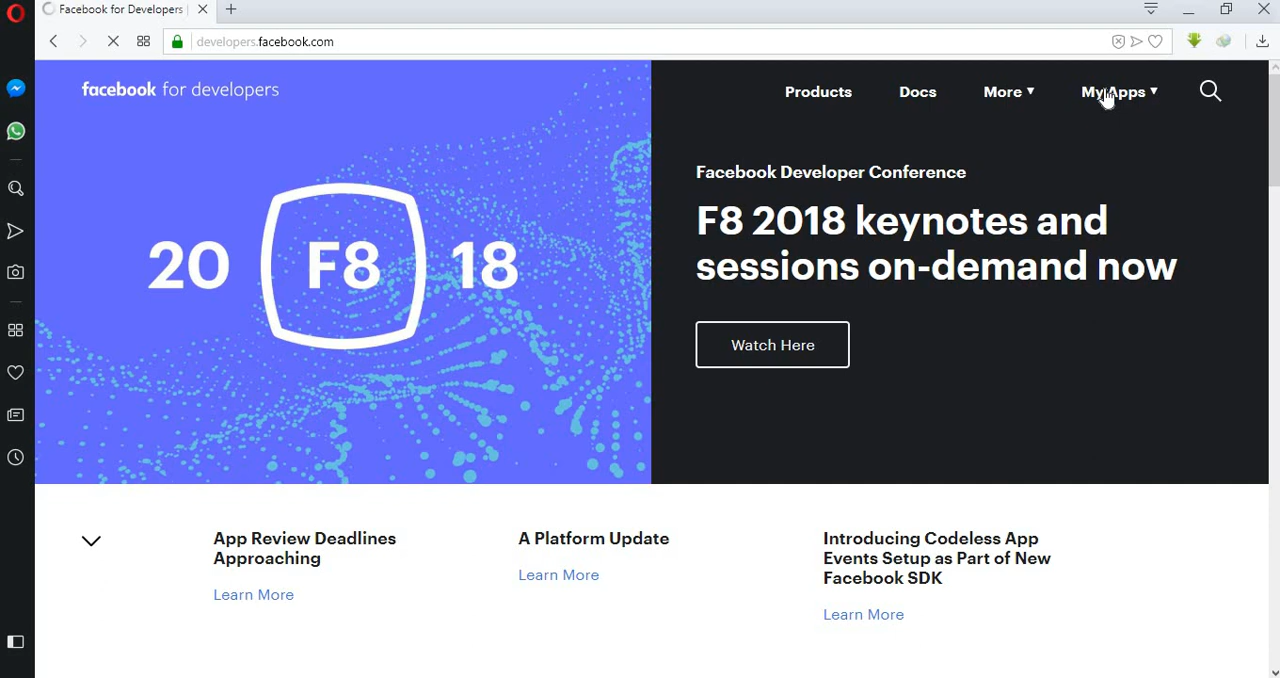 Facebook for Developers
developers.facebook.com
facebook for developers
Products Docs More My Apps
20 F8 18
Facebook Developer Conference
F8 2018 keynotes and
sessions on-demand now
Watch Here
App Review Deadlines
Approaching
Learn More
A Platform Update
Learn More
Introducing Codeless App
Events Setup as Part of New
Facebook SDK
Learn More